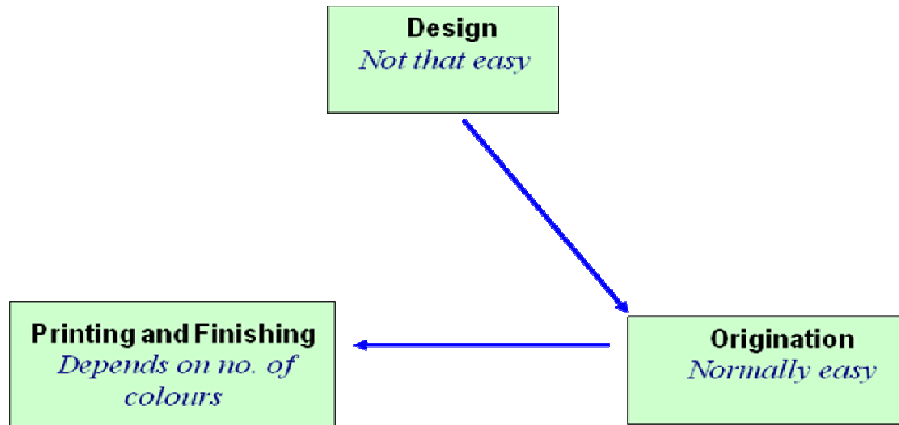 Design
Not that easy
Printing and Finishing
Depends on no. of
colours
Origination
Normally easy